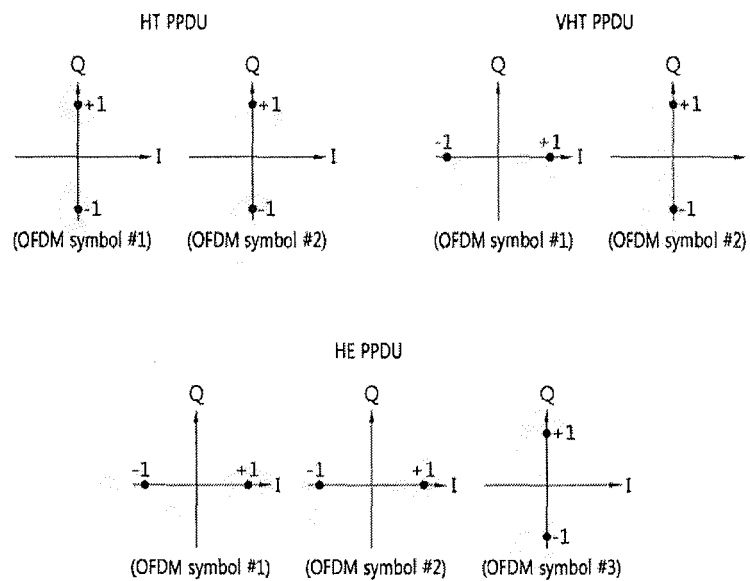 HT PPDU
VHT PPDU
Q Q Q Q
+1 +1 +1
I -1 +1 I
-1 -1 -1
(OFDM symbol #1) (OFDM symbol #2) (OFDM symbol #1) (OFDM symbol #2)
HE PPDU
Q Q Q
+1
-1 +1 I -1 +1 I I
-1
(OFDM symbol #1) (OFDM symbol #2) (OFDM symbol #3)